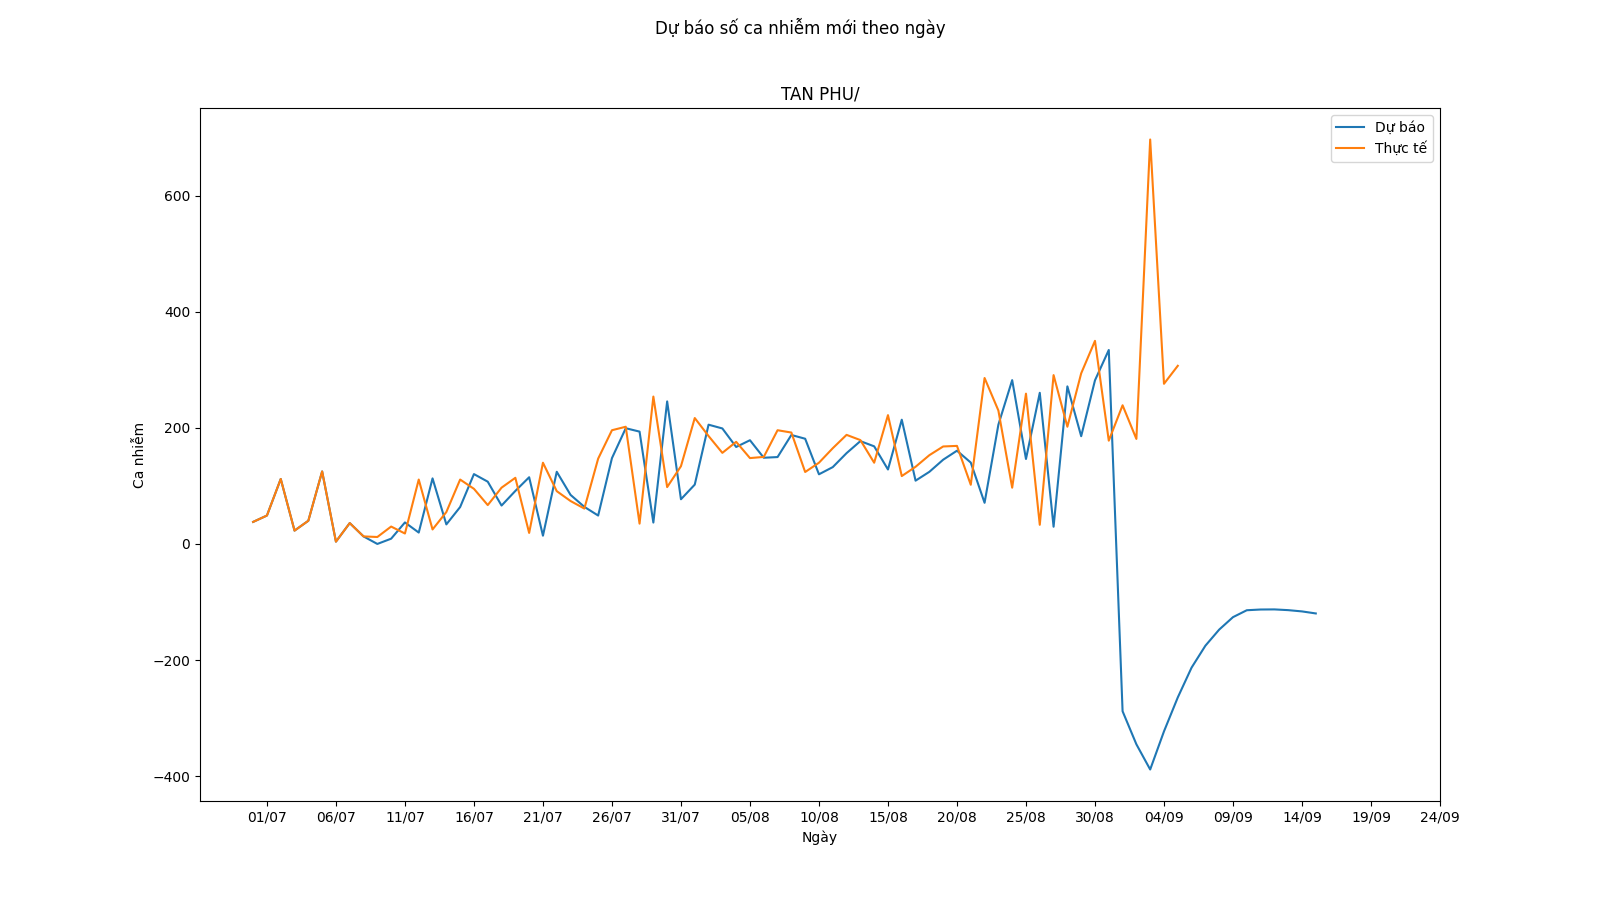 Dự báo số ca nhiễm mới theo ngày
TAN PHU/
Dự báo
Thực tế
600
400
200
0
−200
−400
Ca nhiễm
01/07 06/07 11/07 16/07 21/07 26/07 31/07 05/08 10/08 15/08 20/08 25/08 30/08 04/09 09/09 14/09 19/09 24/09
Ngày